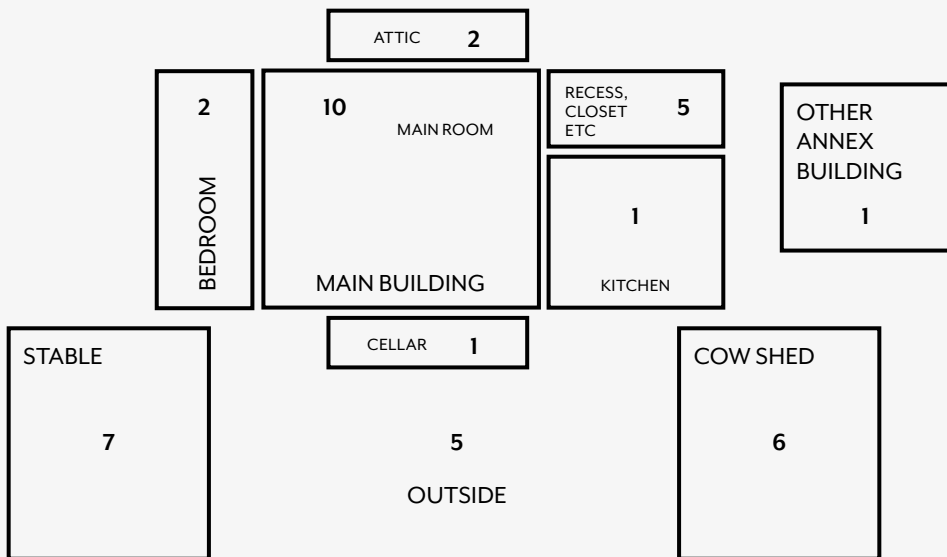 ATTIC 2
2
BEDROOM
10
MAIN ROOM
MAIN BUILDING
RECESS, 
CLOSET 5
ETC
1
KITCHEN
OTHER
ANNEX
BUILDING
1
CELLAR 1
STABLE
7
5
OUTSIDE
COW SHED
6